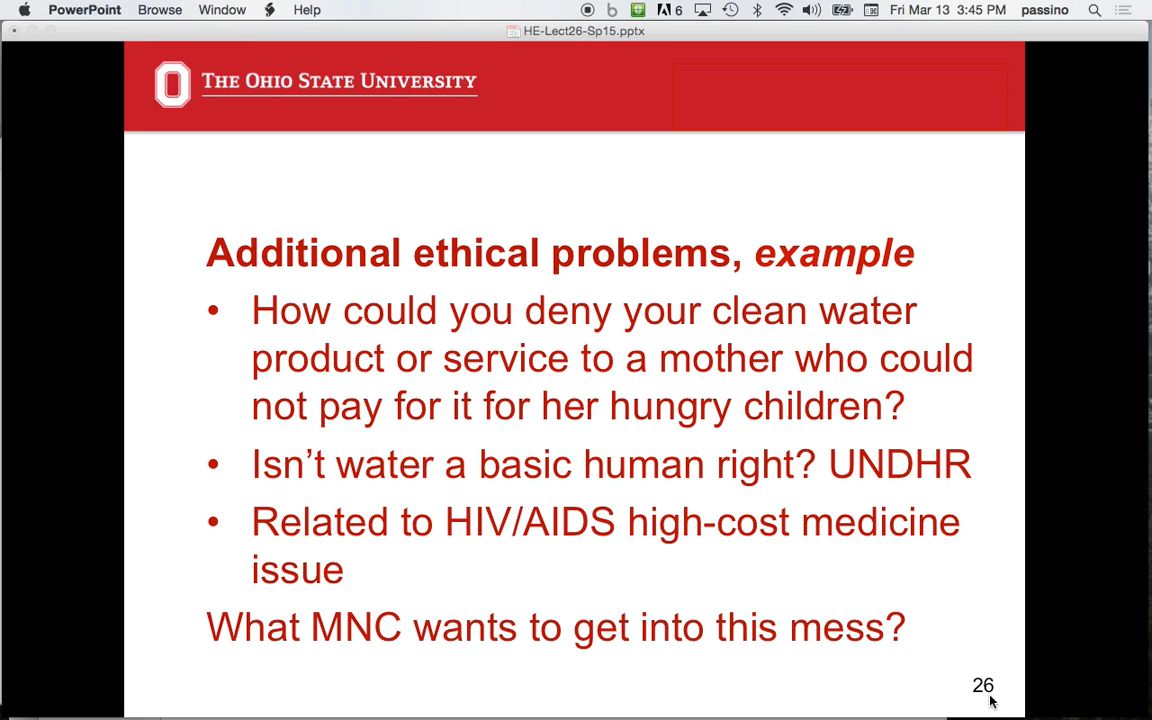 PowerPoint Browse Window Help 6 Fri Mar 13 3:45 PM passino
HE-Lect26-Sp15.pptx
THE OHIO STATE UNIVERSITY
Additional ethical problems, example
• How could you deny your clean water
product or service to a mother who could
not pay for it for her hungry children?
• Isn't water a basic human right? UNDHR
• Related to HIV/AIDS high-cost medicine
issue
What MNC wants to get into this mess?
26